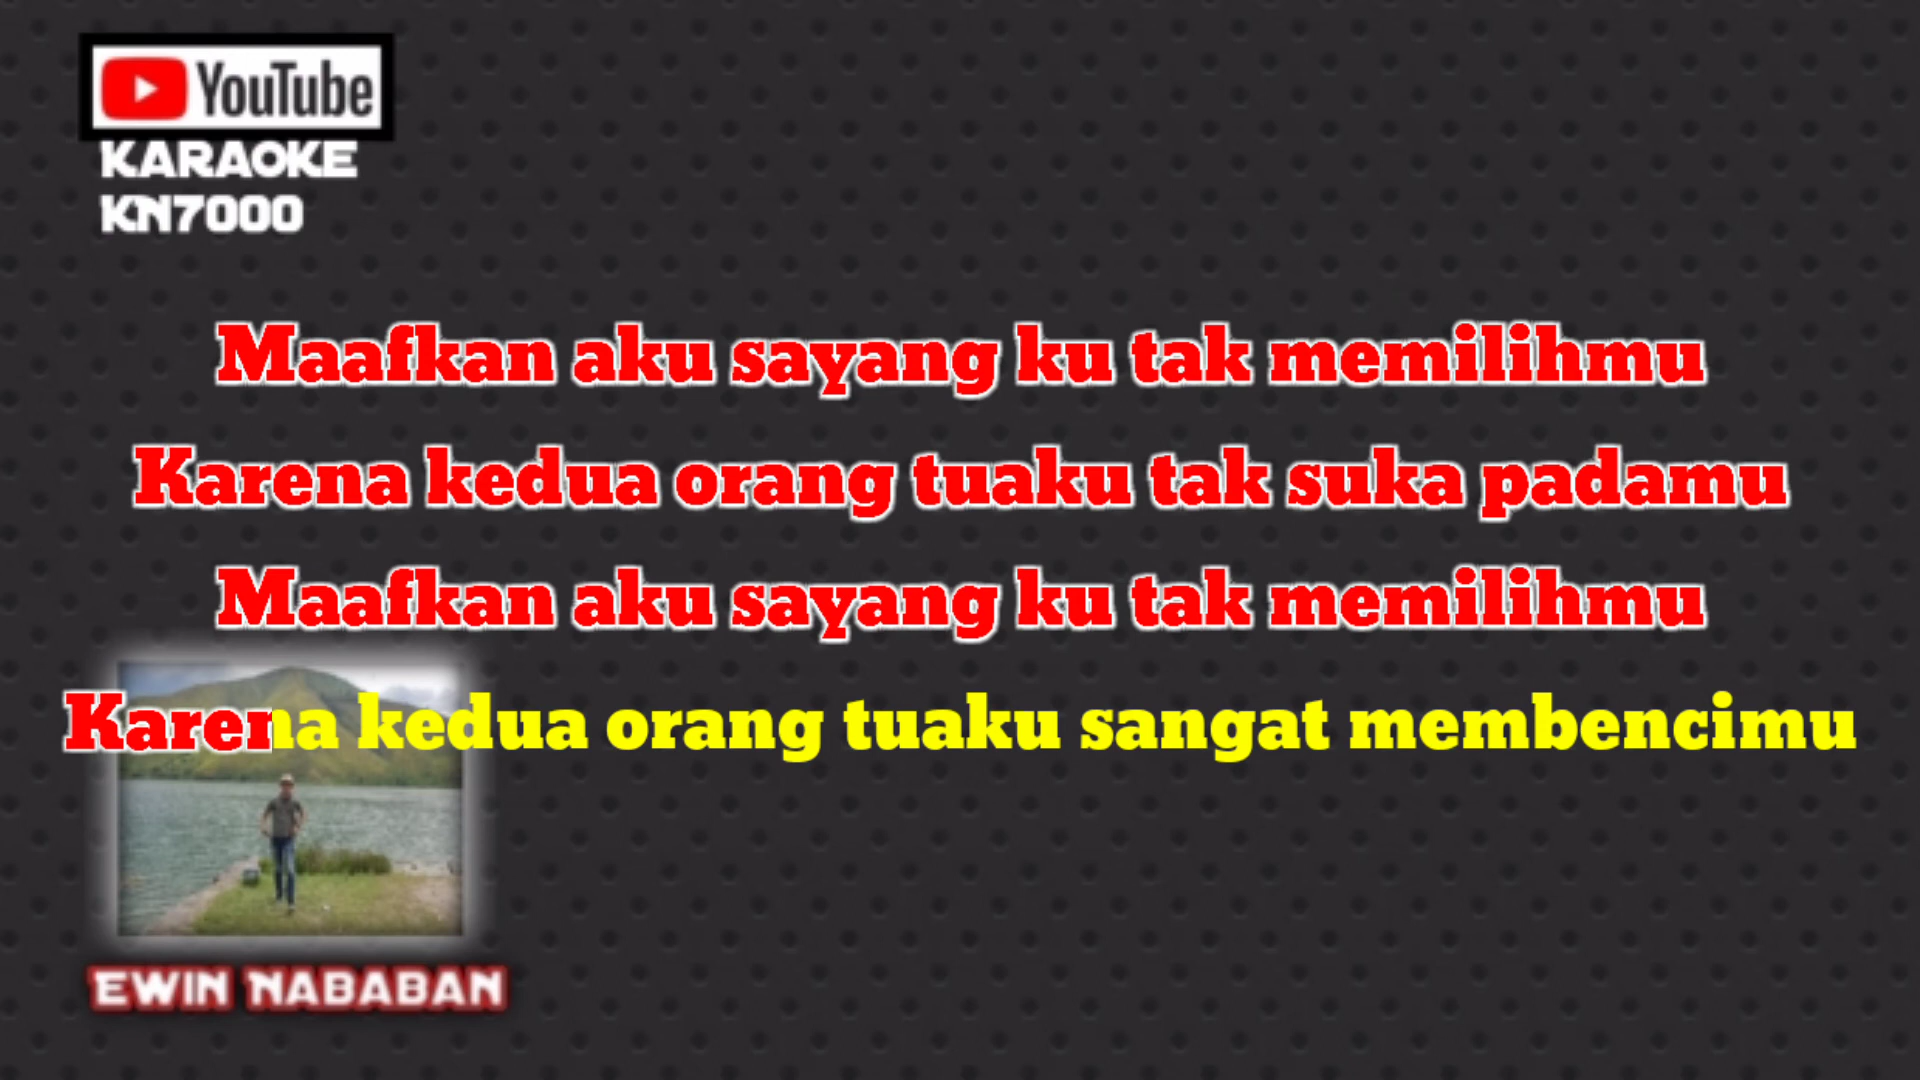 YouTube
KARAOKE
KN7000
Maafkan aku sayang ku tak memilihmu
Karena kedua orang tuaku tak suka padamu
Maafkan aku sayang ku tak memilihmu
Karena kedua orang tuaku sangat membencimu
EWIN NABABAN